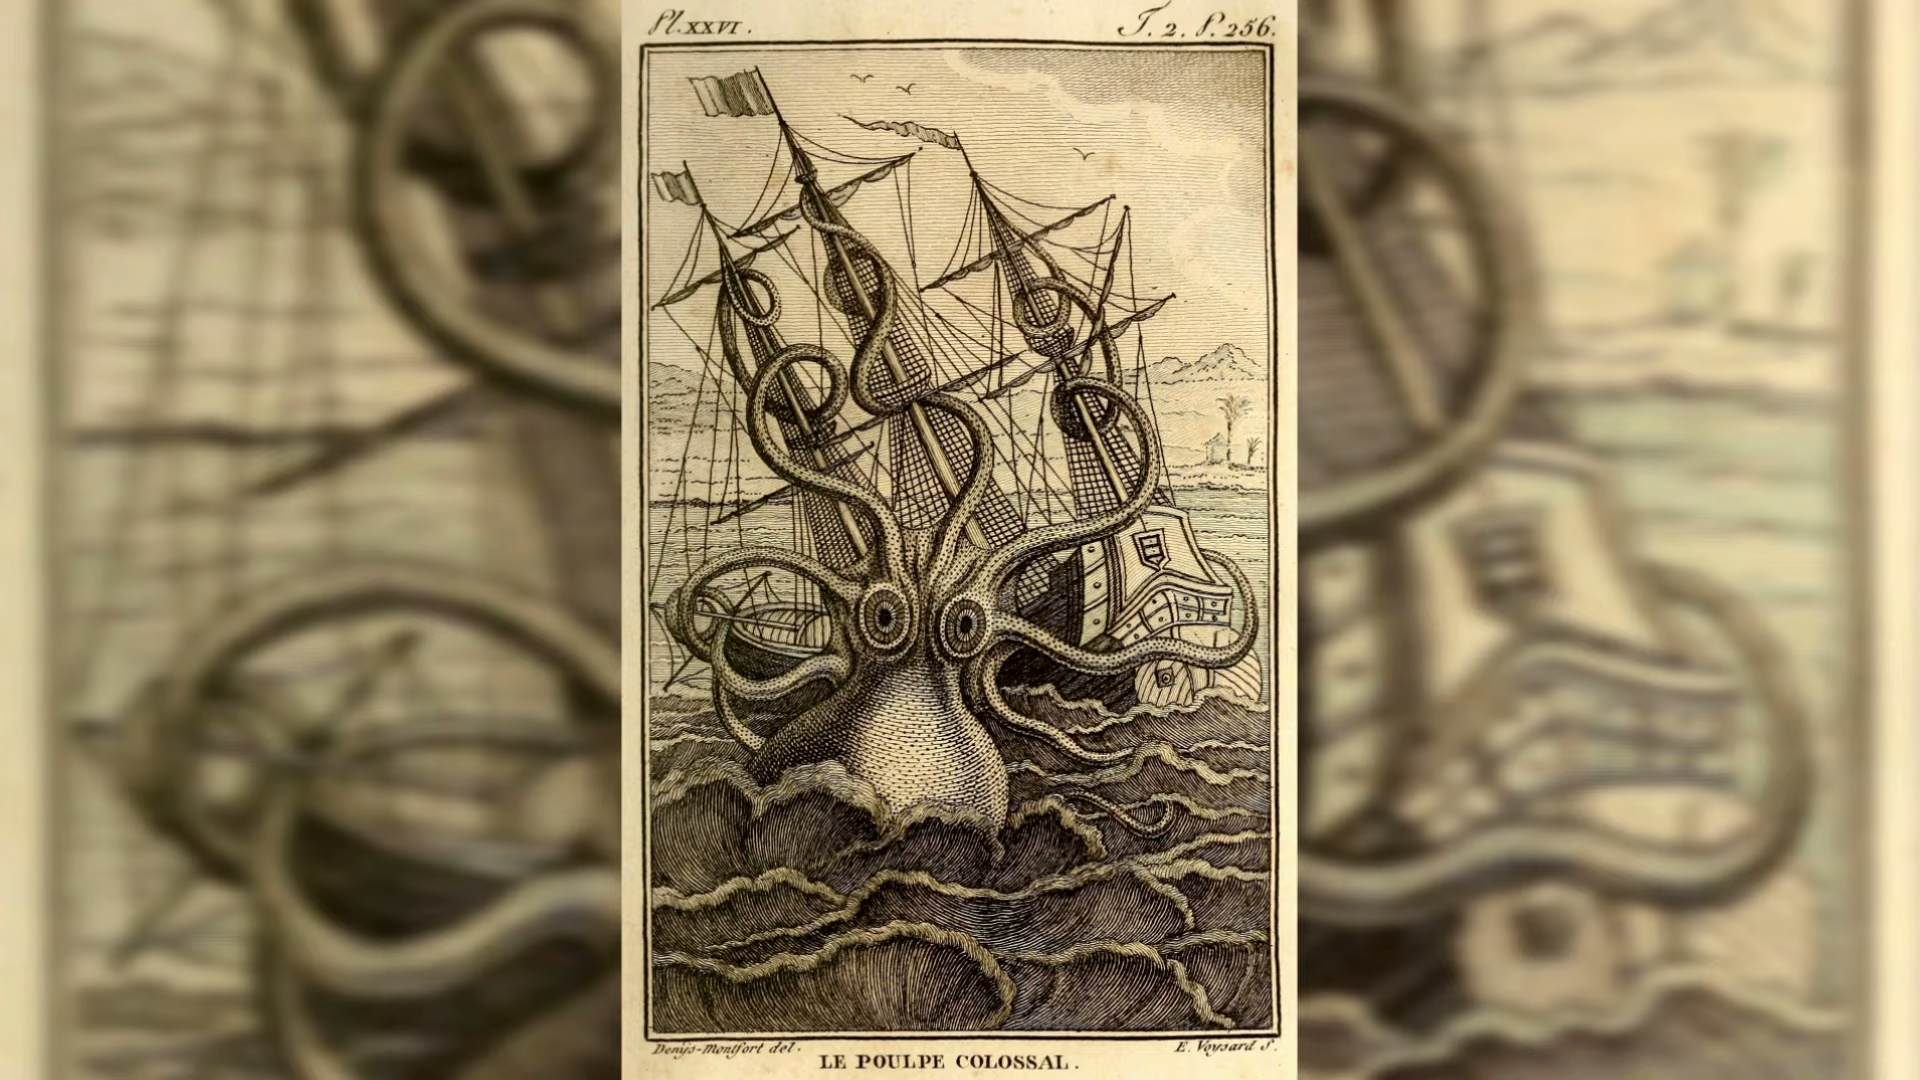 Pl. XXVI.
T. 2. P. 256.
Denys-Montfort del.
E. Voysard S.
LE POULPE COLOSSAL.